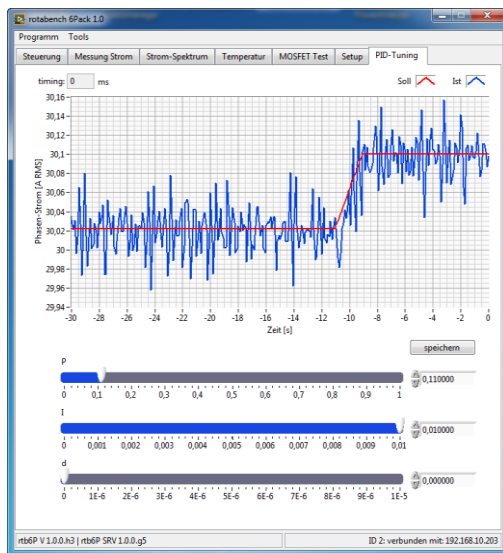 rotabench 6Pack 1.0
Programm Tools
Steuerung Messung Strom Strom-Spektrum Temperatur MOSFET Test Setup PID-Tuning
timing: 0 ms Soll Ist
30,16
30,14
30,12
30,1
30,08
30,06
30,04
30,02
30
29,98
29,96
29,94
Phasen-Strom [A RMS]
-30 -28 -26 -24 -22 -20 -18 -16 -14 -12 -10 -8 -6 -4 -2 0
Zeit [s]
speichern
P
0,110000
0 0,1 0,2 0,3 0,4 0,5 0,6 0,7 0,8 0,9 1
I
0,010000
0 0,001 0,002 0,003 0,004 0,005 0,006 0,007 0,008 0,01
d
0,000000
0 1E-6 2E-6 3E-6 4E-6 5E-6 6E-6 7E-6 8E-6 9E-6 1E-5
rtb6P V 1.0.0.h3 | rtb6P SRV 1.0.0.g5 ID 2: verbunden mit: 192.168.10.203